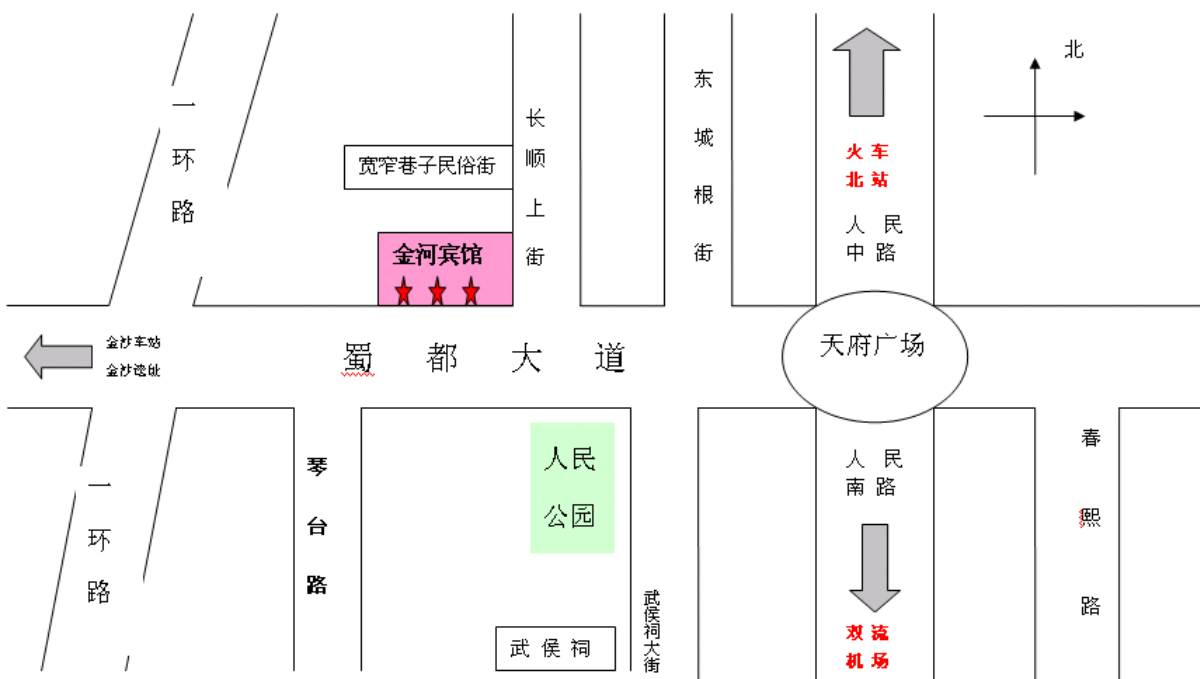 北
一环路
长顺上街
东城根街
火车
北站
宽窄巷子民俗街
人民
中路
金河宾馆
金沙车站
金沙遗址
蜀都大道
天府广场
一环路
琴台路
人民
公园
人民
南路
春熙路
武侯祠
武侯祠大街
双流
机场